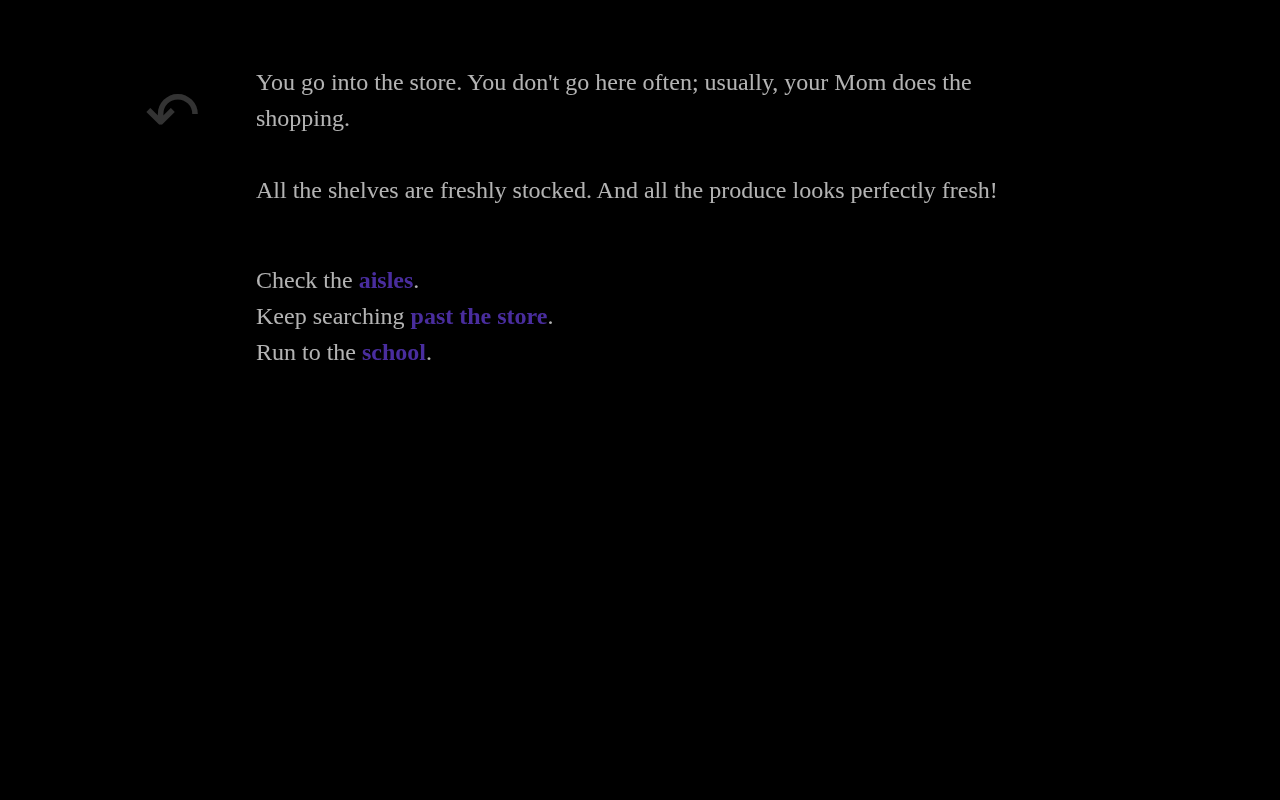 You go into the store. You don't go here often; usually, your Mom does the
shopping.
All the shelves are freshly stocked. And all the produce looks perfectly fresh!
Check the aisles.
Keep searching past the store.
Run to the school.